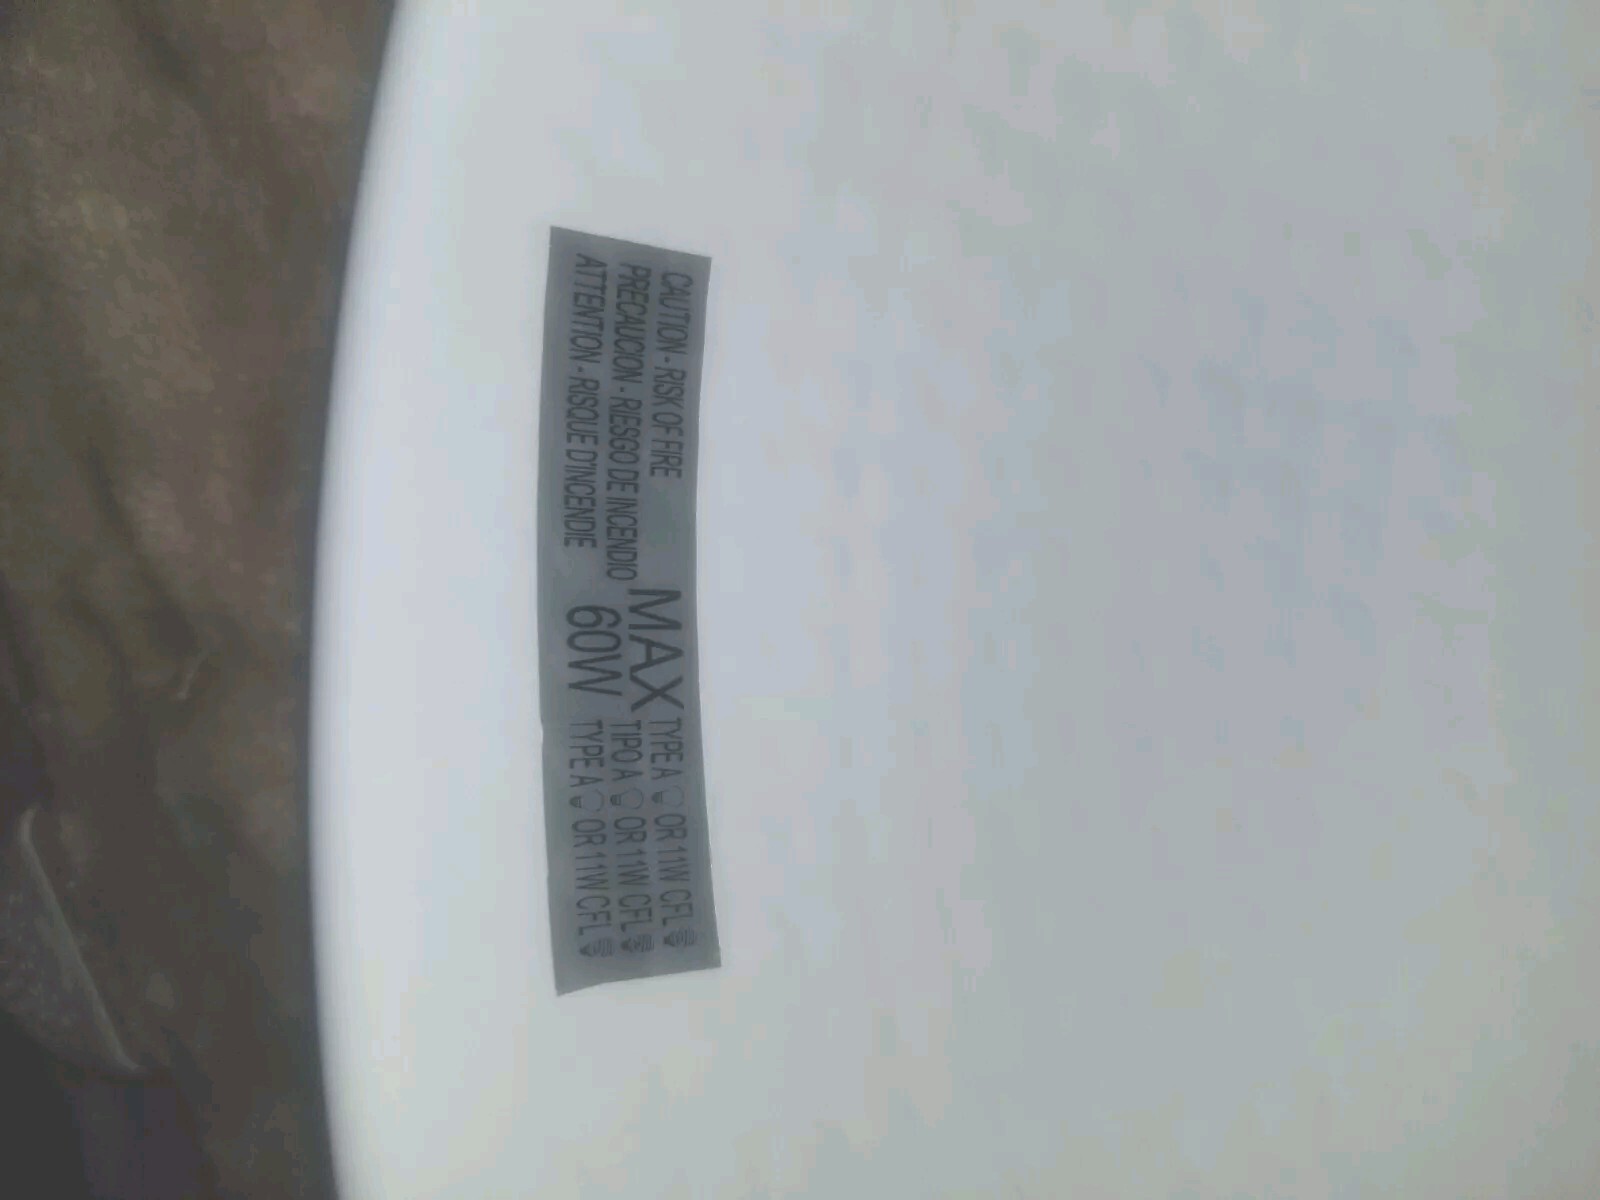 CAUTION - RISK OF FIRE
PRECAUCION - RIESGO DE INCENDIO
ATTENTION - RISQUE D'INCENDIE
MAX
60W
TYPE A OR 11W CFL
TIPO A OR 11W CFL
TYPE A OR 11W CFL